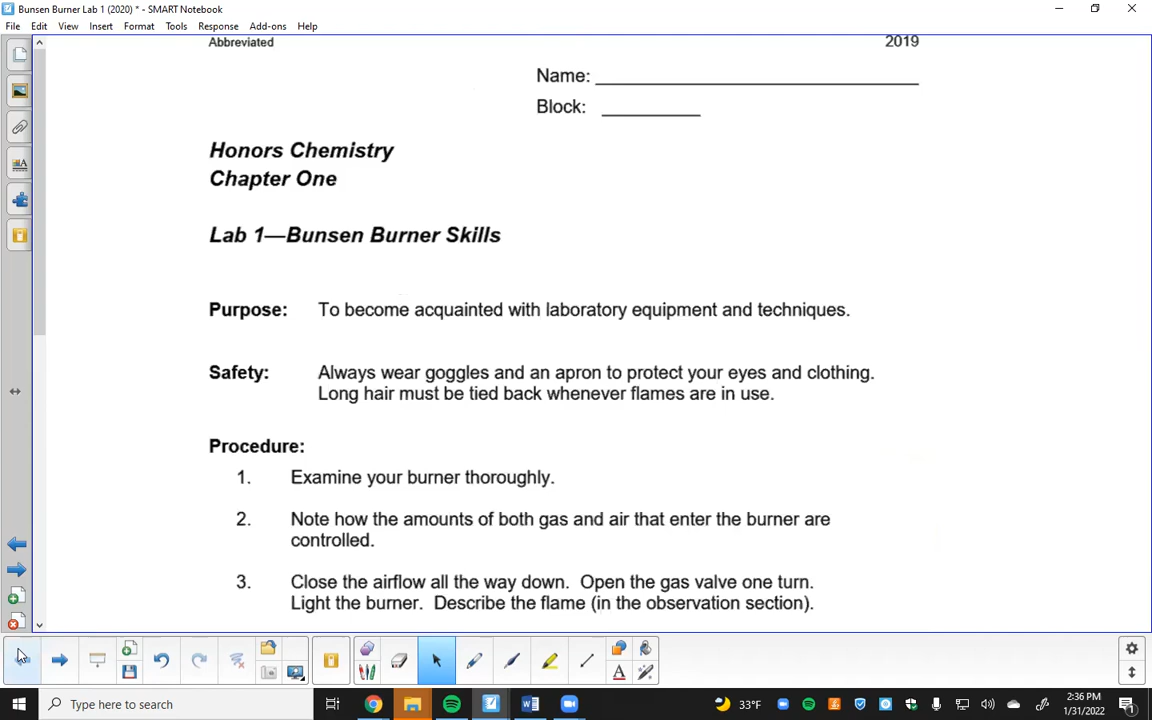 Bunsen Burner Lab 1 (2020) * - SMART Notebook
File Edit View Insert Format Tools Response Add-ons Help
Abbreviated 2019
Name: ____________________
Block: __________
Honors Chemistry
Chapter One
Lab 1—Bunsen Burner Skills
Purpose: To become acquainted with laboratory equipment and techniques.
Safety: Always wear goggles and an apron to protect your eyes and clothing.
Long hair must be tied back whenever flames are in use.
Procedure:
1. Examine your burner thoroughly.
2. Note how the amounts of both gas and air that enter the burner are
controlled.
3. Close the airflow all the way down. Open the gas valve one turn.
Light the burner. Describe the flame (in the observation section).
Type here to search
33°F
2:36 PM
1/31/2022
1